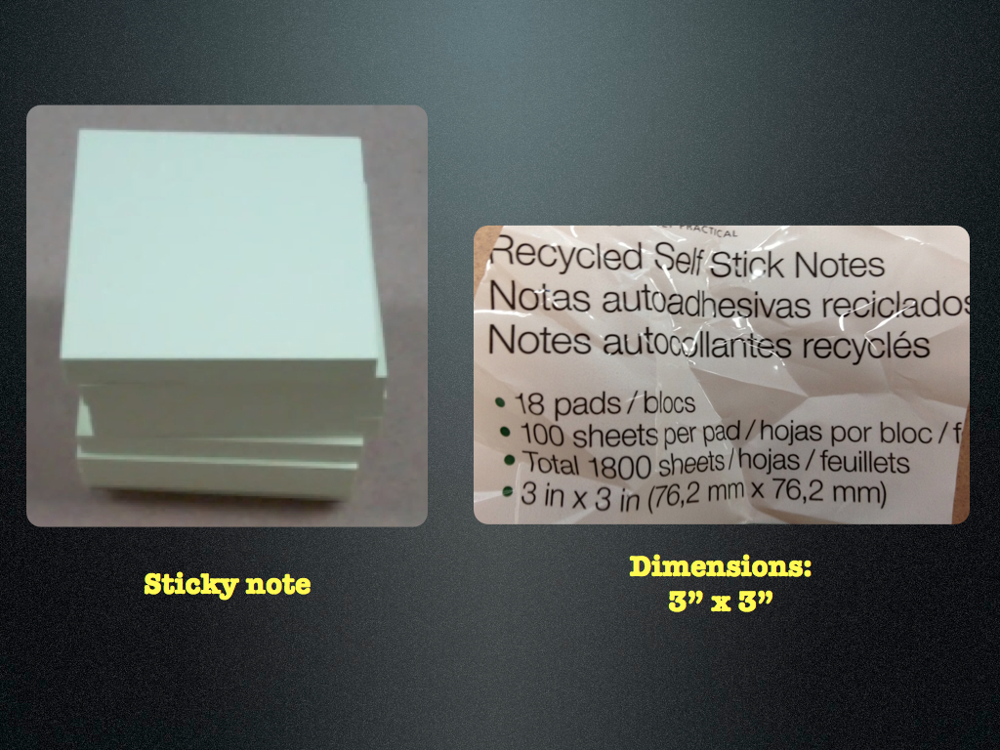 PRACTICAL
Recycled Self Stick Notes
Notas autoadhesivas reciclados
Notes autocollantes recyclés
• 18 pads / blocs
• 100 sheets per pad / hojas por bloc / f
• Total 1800 sheets / hojas / feuillets
• 3 in x 3 in (76,2 mm x 76,2 mm)
Sticky note
Dimensions:
3” x 3”